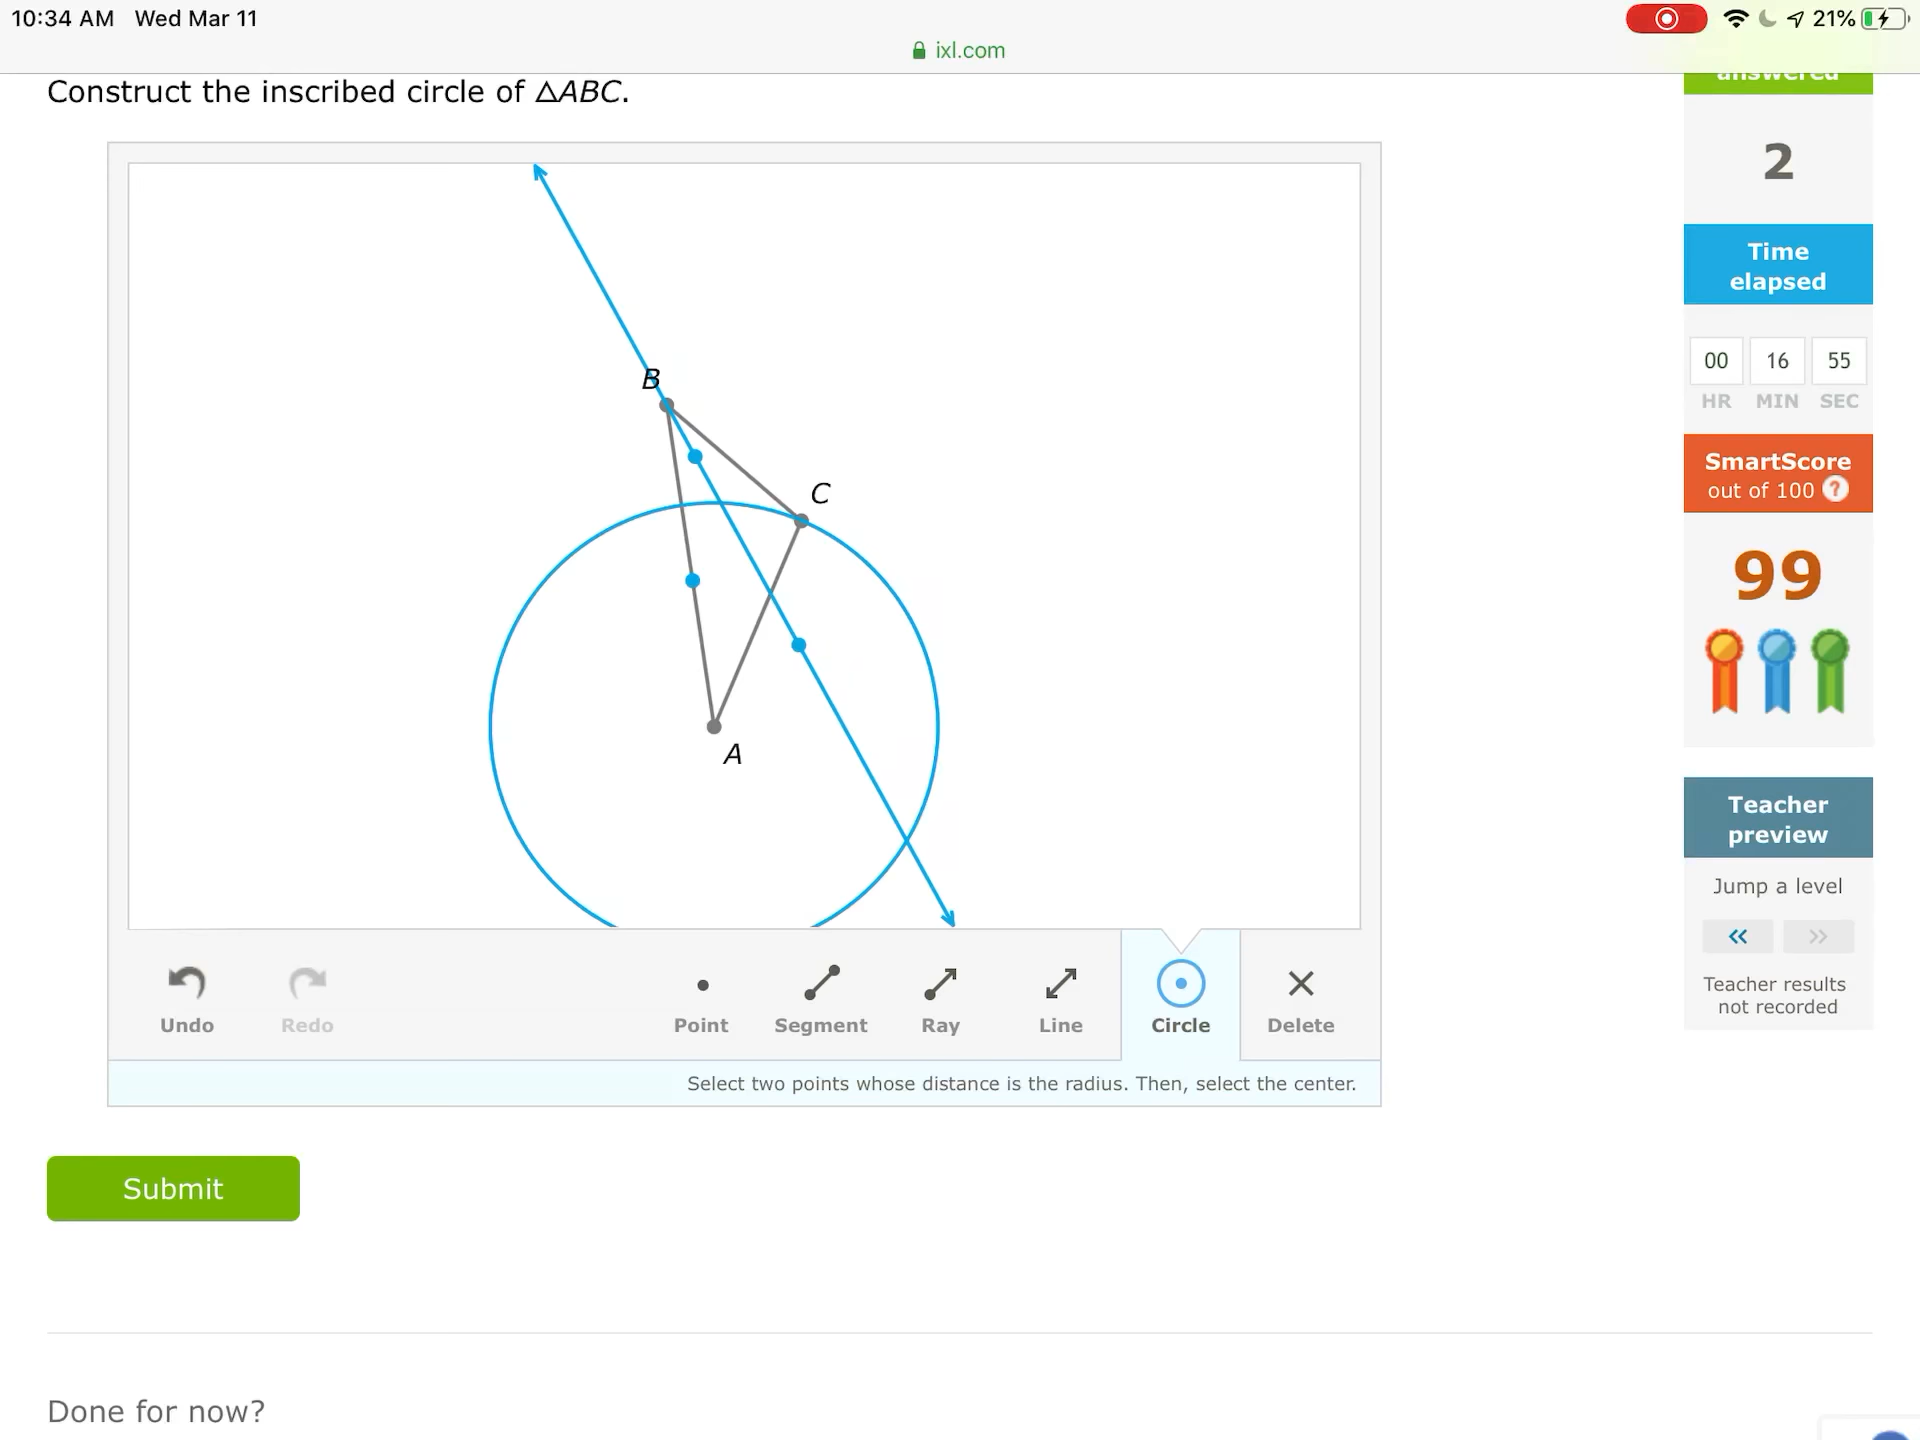 10:34 AM Wed Mar 11
21%
ixl.com
Construct the inscribed circle of △ABC.
answered
2
Time
elapsed
00 16 55
HR MIN SEC
SmartScore
out of 100 ?
99
Teacher
preview
Jump a level
Teacher results
not recorded
B
C
A
Undo
Redo
Point
Segment
Ray
Line
Circle
Delete
Select two points whose distance is the radius. Then, select the center.
Submit
Done for now?